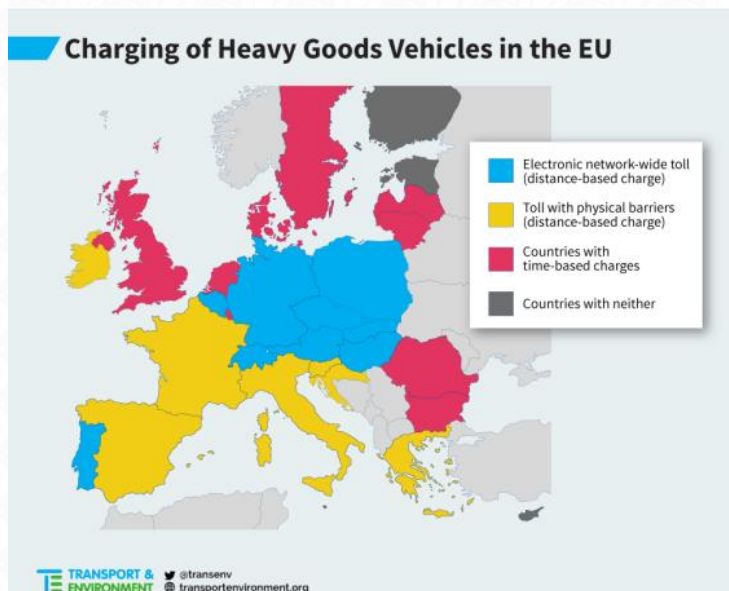 Charging of Heavy Goods Vehicles in the EU
Electronic network-wide toll
(distance-based charge)
Toll with physical barriers
(distance-based charge)
Countries with
time-based charges
Countries with neither
TRANSPORT &
ENVIRONMENT
@transenv
transportenvironment.org